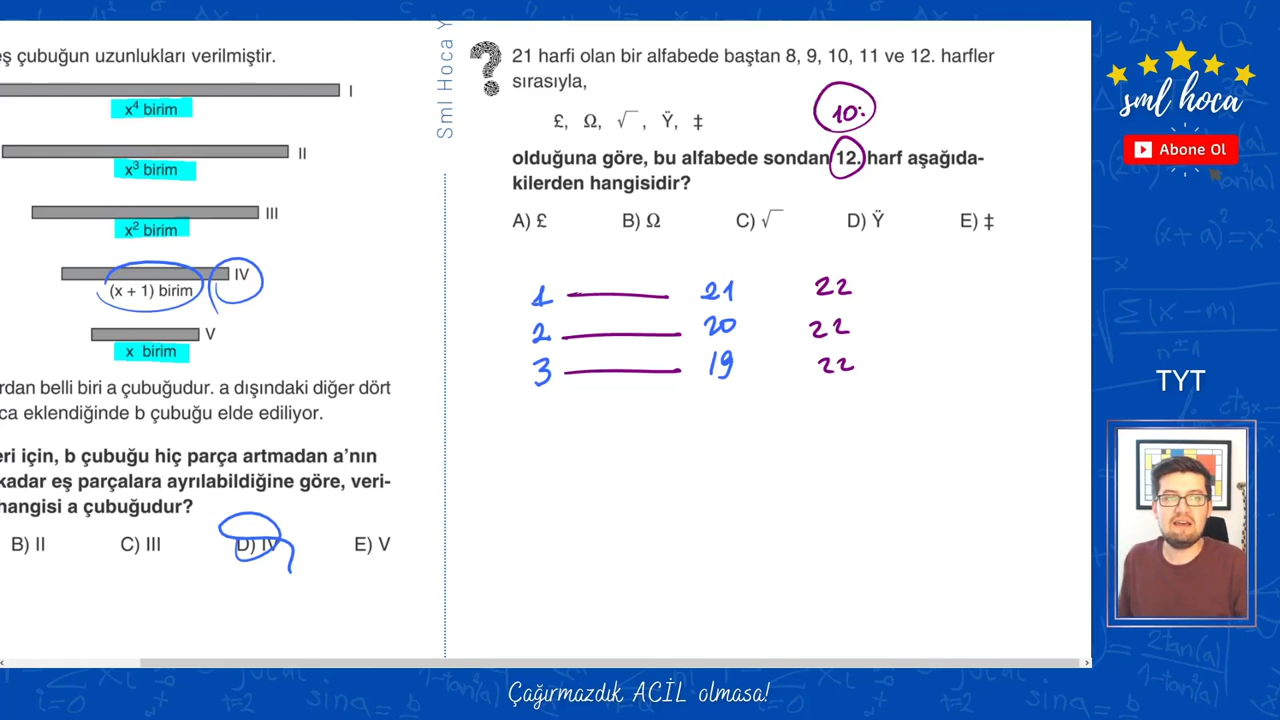 eş çubuğun uzunlukları verilmiştir.
I
x⁴ birim
II
x³ birim
III
x² birim
IV
(x + 1) birim
V
x birim
rdan belli biri a çubuğudur. a dışındaki diğer dört
ca eklendiğinde b çubuğu elde ediliyor.
eri için, b çubuğu hiç parça artmadan a'nın
kadar eş parçalara ayrılabildiğine göre, veri-
hangisi a çubuğudur?
B) II C) III D) IV E) V
Sml Hoca Y
?
21 harfi olan bir alfabede baştan 8, 9, 10, 11 ve 12. harfler
sırasıyla,
£, Ω, √, Ÿ, ‡
10:
olduğuna göre, bu alfabede sondan 12. harf aşağıda-
kilerden hangisidir?
A) £ B) Ω C) √ D) Ÿ E) ‡
1 21 22
2 20 22
3 19 22
sml hoca
Abone Ol
TYT
Çağırmazdık ACİL olmasa!